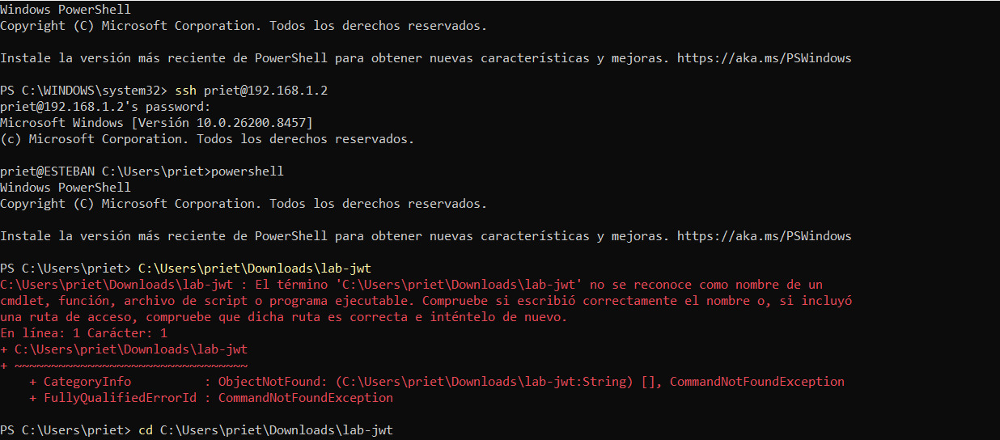 Windows PowerShell
Copyright (C) Microsoft Corporation. Todos los derechos reservados.
Instale la versión más reciente de PowerShell para obtener nuevas características y mejoras. https://aka.ms/PSWindows
PS C:\WINDOWS\system32> ssh priet@192.168.1.2
priet@192.168.1.2's password:
Microsoft Windows [Versión 10.0.26200.8457]
(c) Microsoft Corporation. Todos los derechos reservados.
priet@ESTEBAN C:\Users\priet>powershell
Windows PowerShell
Copyright (C) Microsoft Corporation. Todos los derechos reservados.
Instale la versión más reciente de PowerShell para obtener nuevas características y mejoras. https://aka.ms/PSWindows
PS C:\Users\priet> C:\Users\priet\Downloads\lab-jwt
C:\Users\priet\Downloads\lab-jwt : El término 'C:\Users\priet\Downloads\lab-jwt' no se reconoce como nombre de un
cmdlet, función, archivo de script o programa ejecutable. Compruebe si escribió correctamente el nombre o, si incluyó
una ruta de acceso, compruebe que dicha ruta es correcta e inténtelo de nuevo.
En línea: 1 Carácter: 1
+ C:\Users\priet\Downloads\lab-jwt
+ ~~~~~~~~~~~~~~~~~~~~~~~~~~~~~~~~
    + CategoryInfo          : ObjectNotFound: (C:\Users\priet\Downloads\lab-jwt:String) [], CommandNotFoundException
    + FullyQualifiedErrorId : CommandNotFoundException
PS C:\Users\priet> cd C:\Users\priet\Downloads\lab-jwt